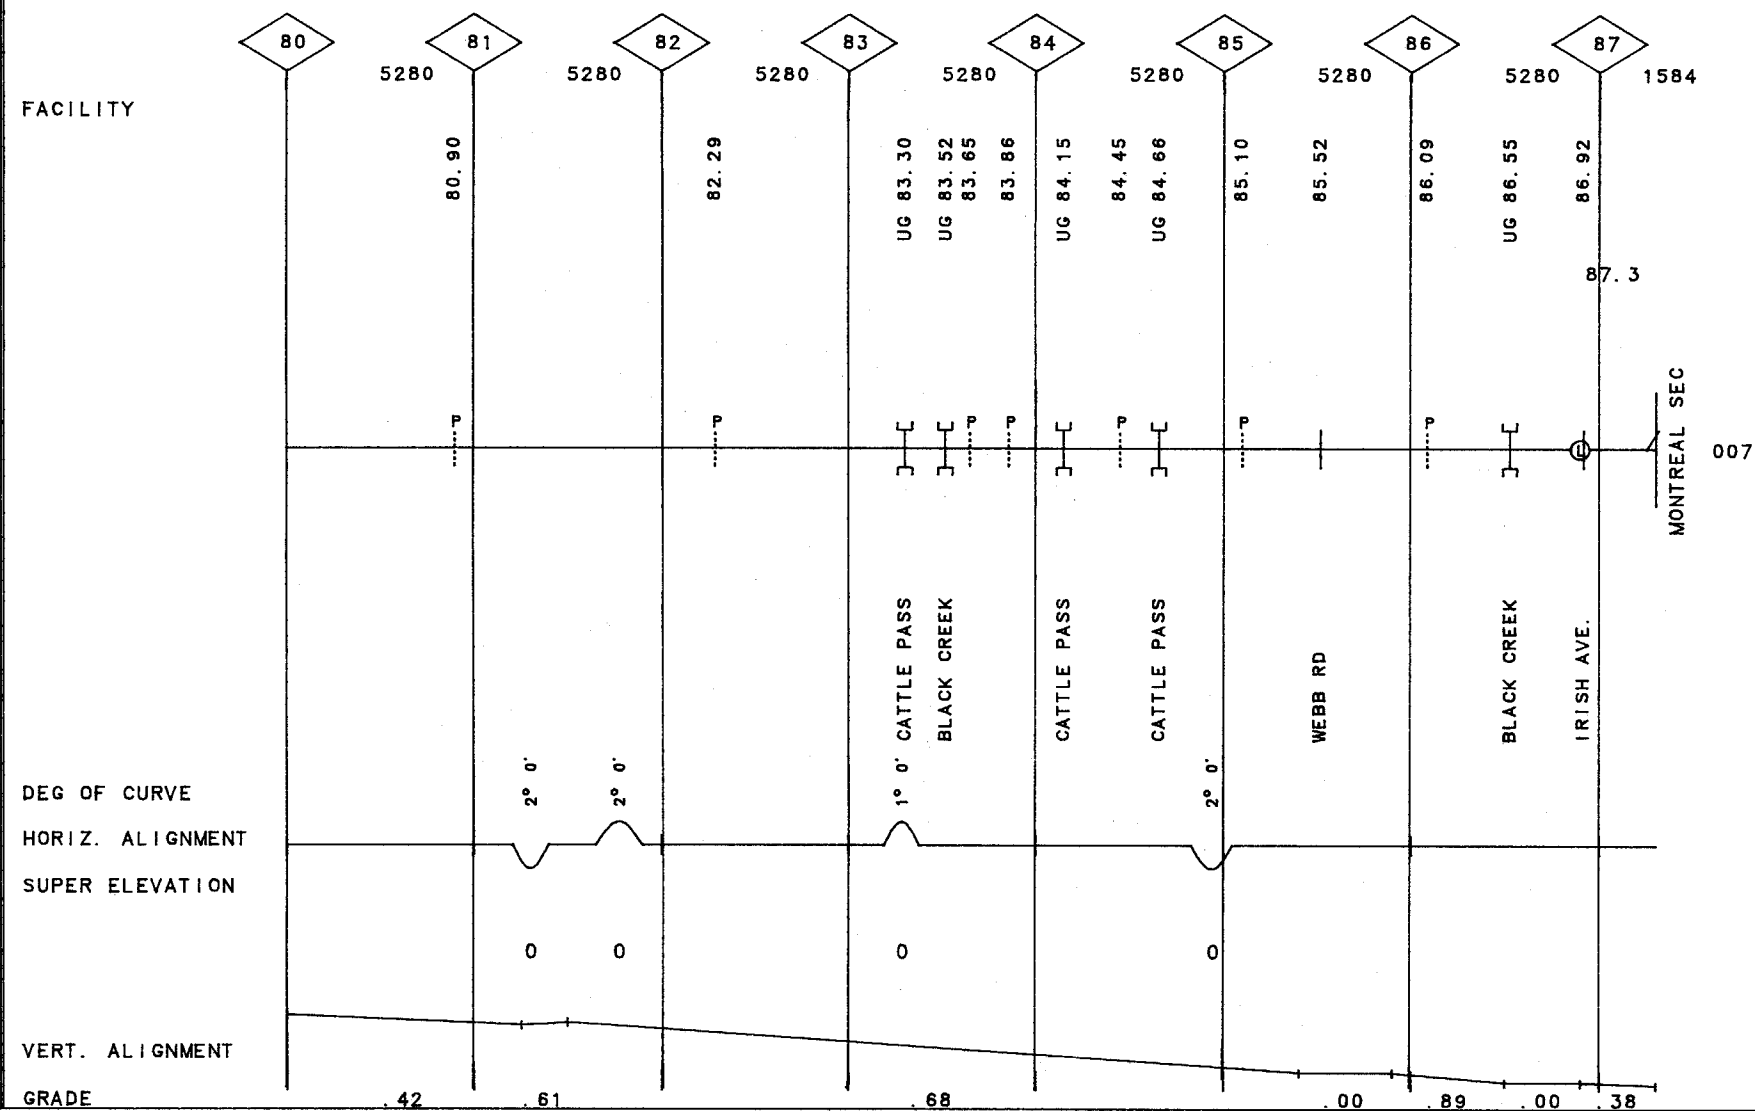 80 81 82 83 84 85 86 87
5280 5280 5280 5280 5280 5280 5280 1584
FACILITY
80.90
82.29
UG 83.30
UG 83.52
83.65
83.86
UG 84.15
84.45
UG 84.66
85.10
85.52
86.09
UG 86.55
86.92
87.3
P P P P P P P
L
MONTREAL SEC
007
CATTLE PASS
BLACK CREEK
CATTLE PASS
CATTLE PASS
WEBB RD
BLACK CREEK
IRISH AVE.
DEG OF CURVE
2° 0' 2° 0' 1° 0' 2° 0'
HORIZ. ALIGNMENT
SUPER ELEVATION
0 0 0 0
VERT. ALIGNMENT
GRADE .42 .61 .68 .00 .89 .00 .38